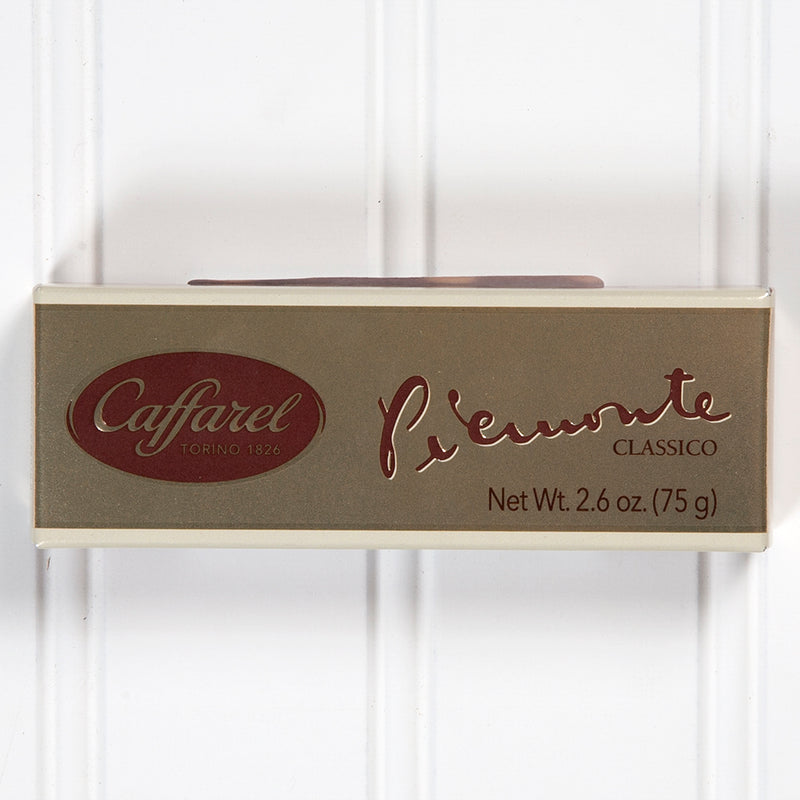 Caffarel
TORINO 1826
Piemonte
CLASSICO
Net Wt. 2.6 oz. (75 g)